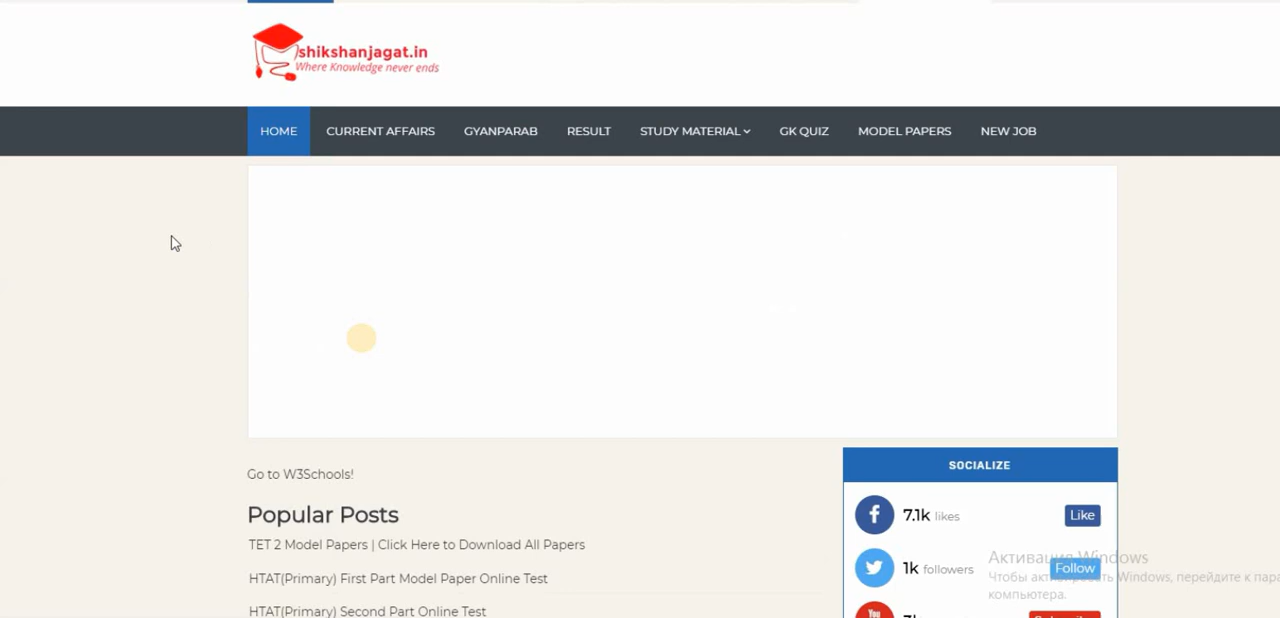 shikshanjagat.in
Where Knowledge never ends
HOME CURRENT AFFAIRS GYANPARAB RESULT STUDY MATERIAL GK QUIZ MODEL PAPERS NEW JOB
Go to W3Schools!
SOCIALIZE
Popular Posts
7.1k likes Like
TET 2 Model Papers | Click Here to Download All Papers
1k followers Follow
HTAT(Primary) First Part Model Paper Online Test
HTAT(Primary) Second Part Online Test
You
Активация Windows
Чтобы активировать Windows, перейдите к пара
компьютера.